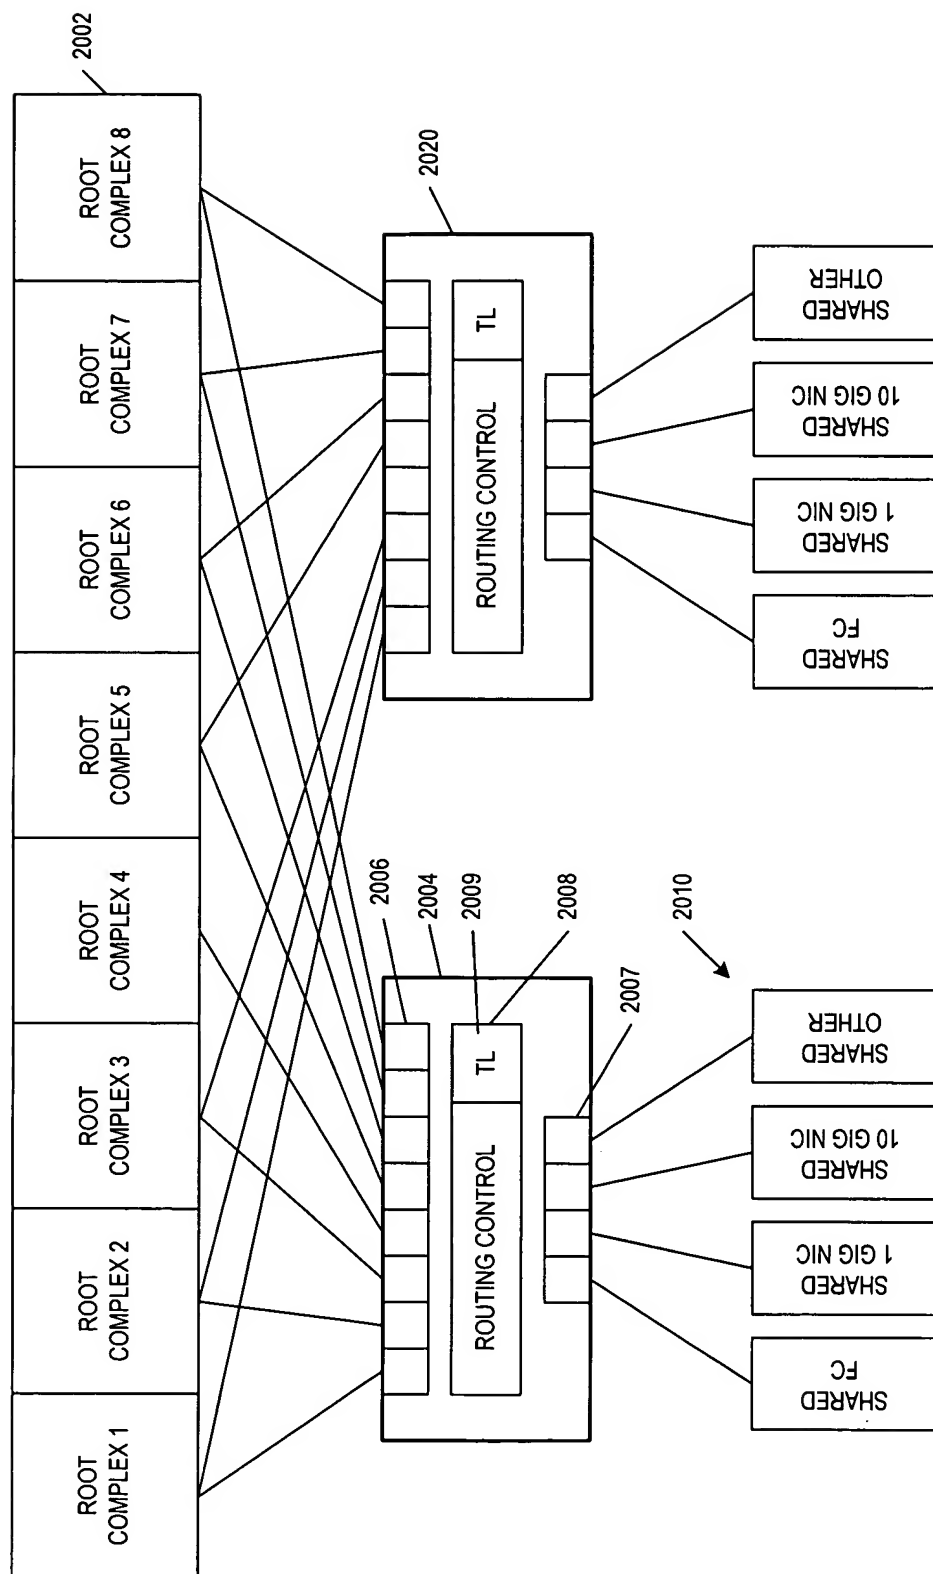 2002
ROOT
COMPLEX 1
ROOT
COMPLEX 2
ROOT
COMPLEX 3
ROOT
COMPLEX 4
ROOT
COMPLEX 5
ROOT
COMPLEX 6
ROOT
COMPLEX 7
ROOT
COMPLEX 8
2006
2004
2009
2008
2007
ROUTING CONTROL
TL
2020
ROUTING CONTROL
TL
2010
SHARED
FC
SHARED
1 GIG NIC
SHARED
10 GIG NIC
SHARED
OTHER
SHARED
FC
SHARED
1 GIG NIC
SHARED
10 GIG NIC
SHARED
OTHER